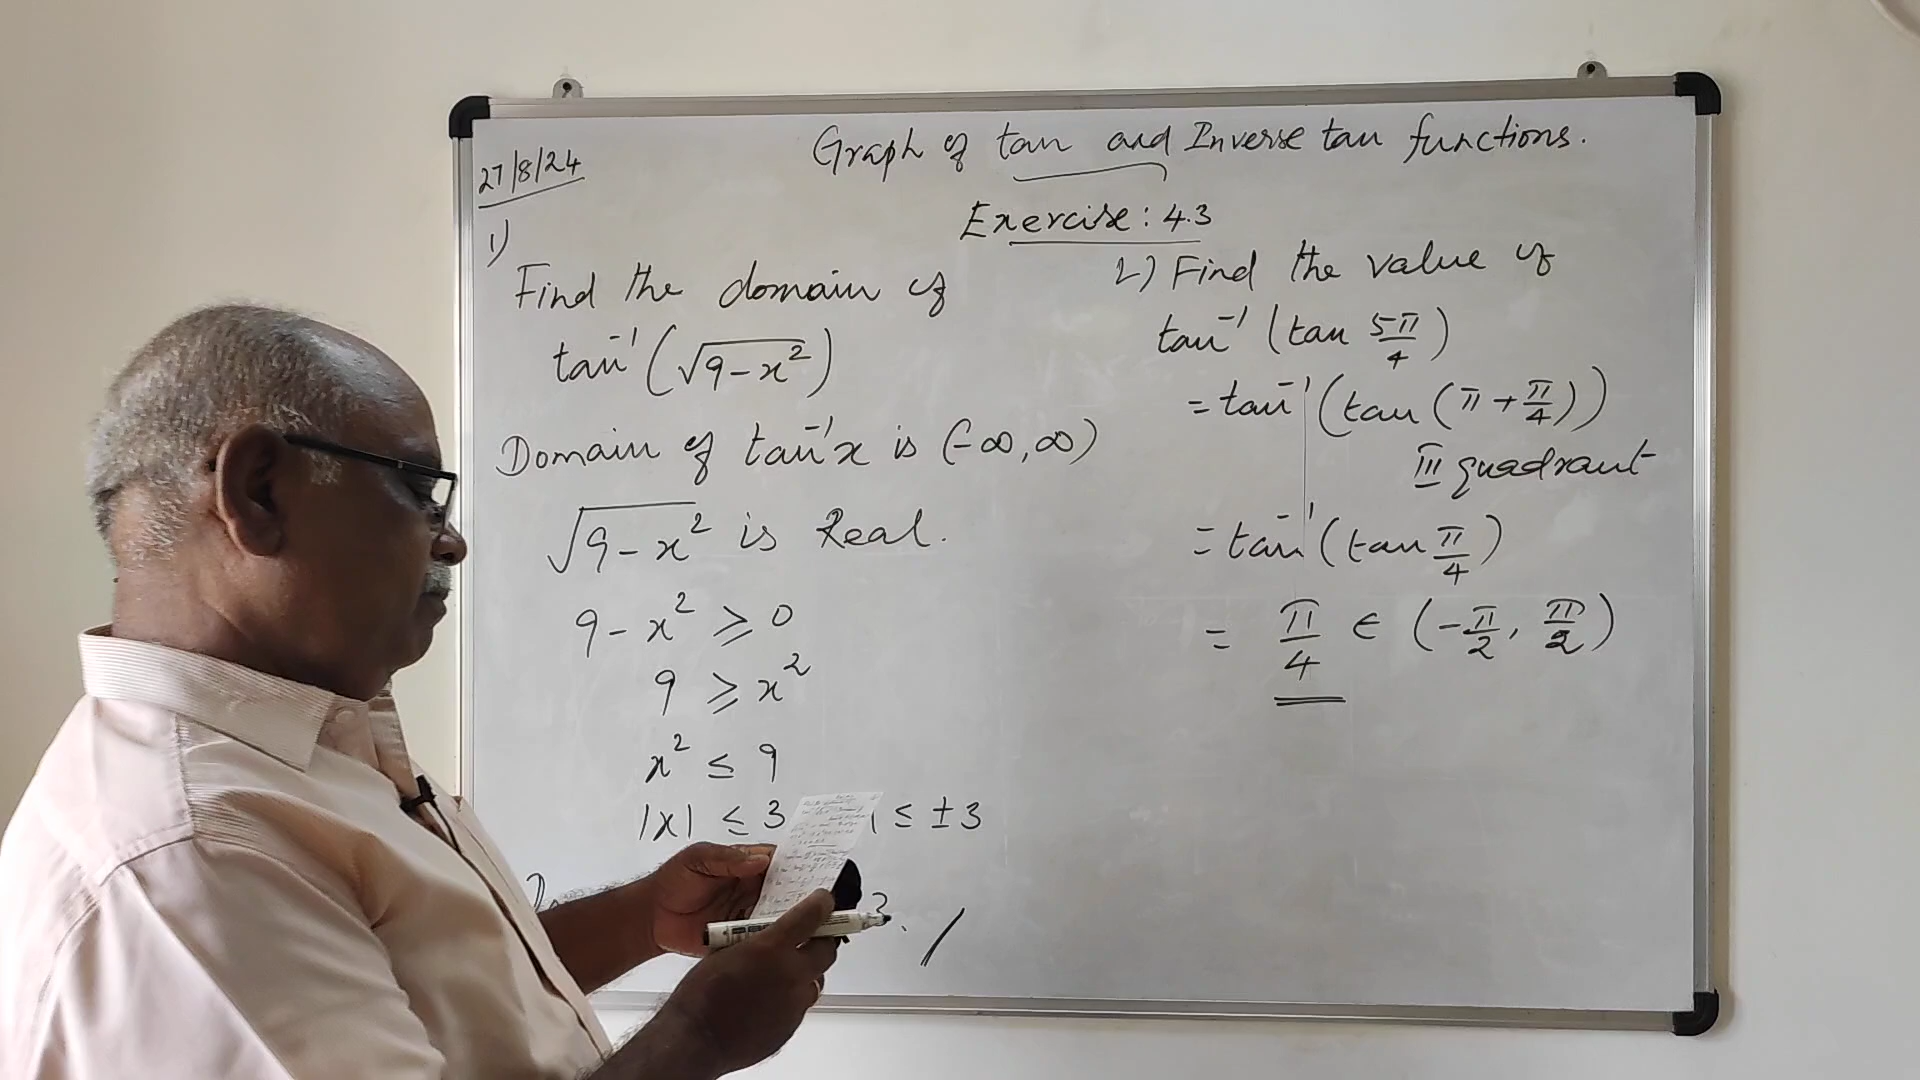 27/8/24
Graph of tan and Inverse tan functions.
Exercise: 4.3
1)
Find the domain of
tan⁻¹(√(9-x²))
Domain of tan⁻¹x is (-∞,∞)
√(9-x²) is Real.
9-x² ≥ 0
9 ≥ x²
x² ≤ 9
|x| ≤ 3 ≤ ±3
3.
2) Find the value of
tan⁻¹(tan 5π/4)
= tan⁻¹(tan(π+π/4))
III quadrant
= tan⁻¹(tan π/4)
= π/4 ∈ (-π/2, π/2)